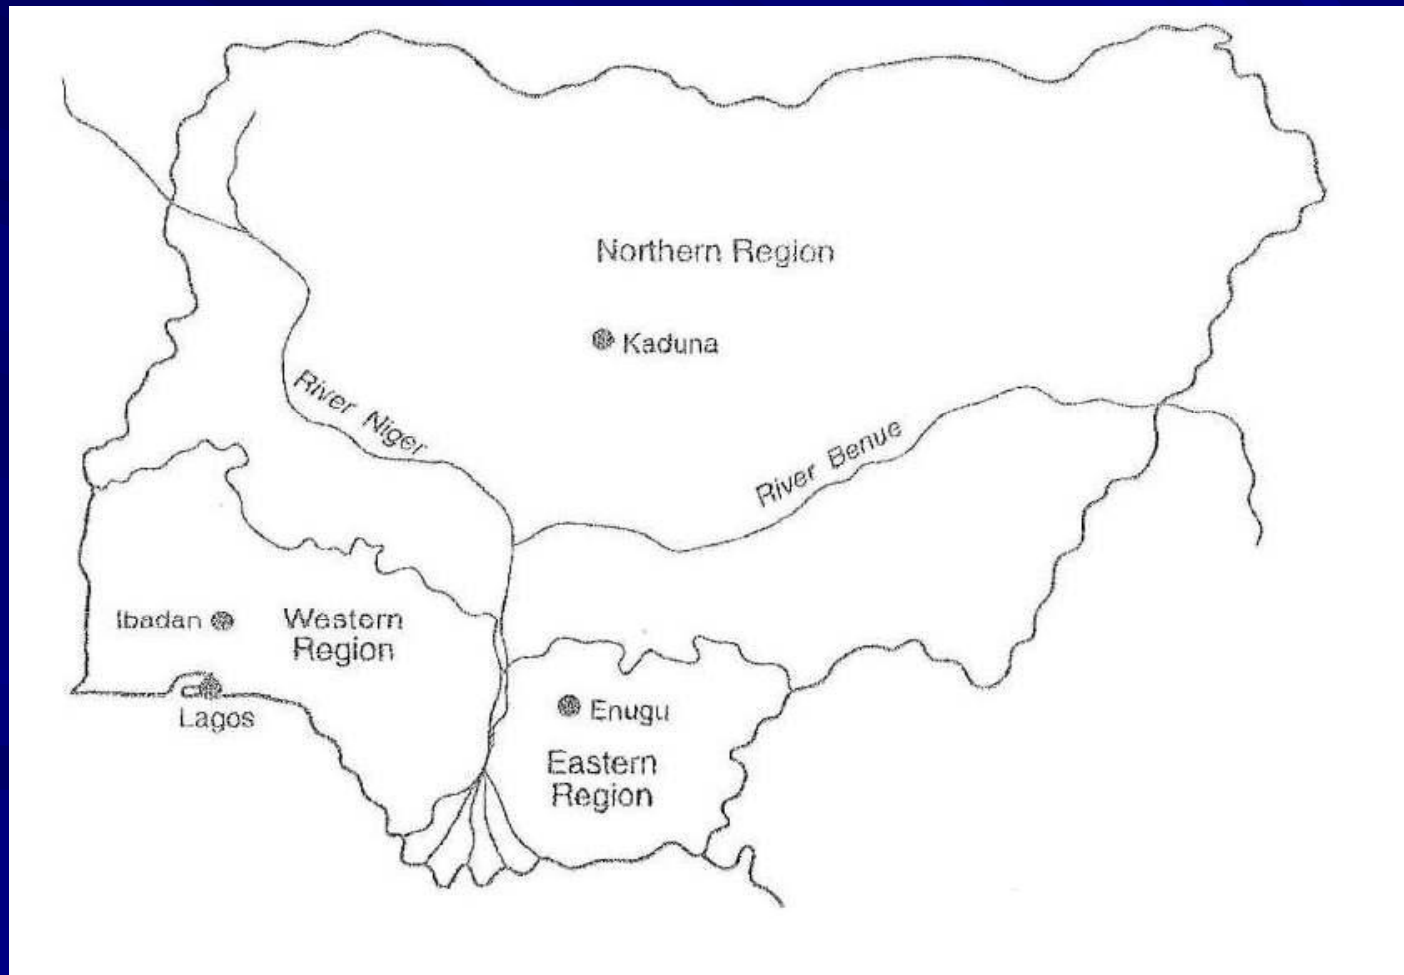 Northern Region
Kaduna
River Niger
River Benue
Ibadan
Western
Region
Lagos
Enugu
Eastern
Region